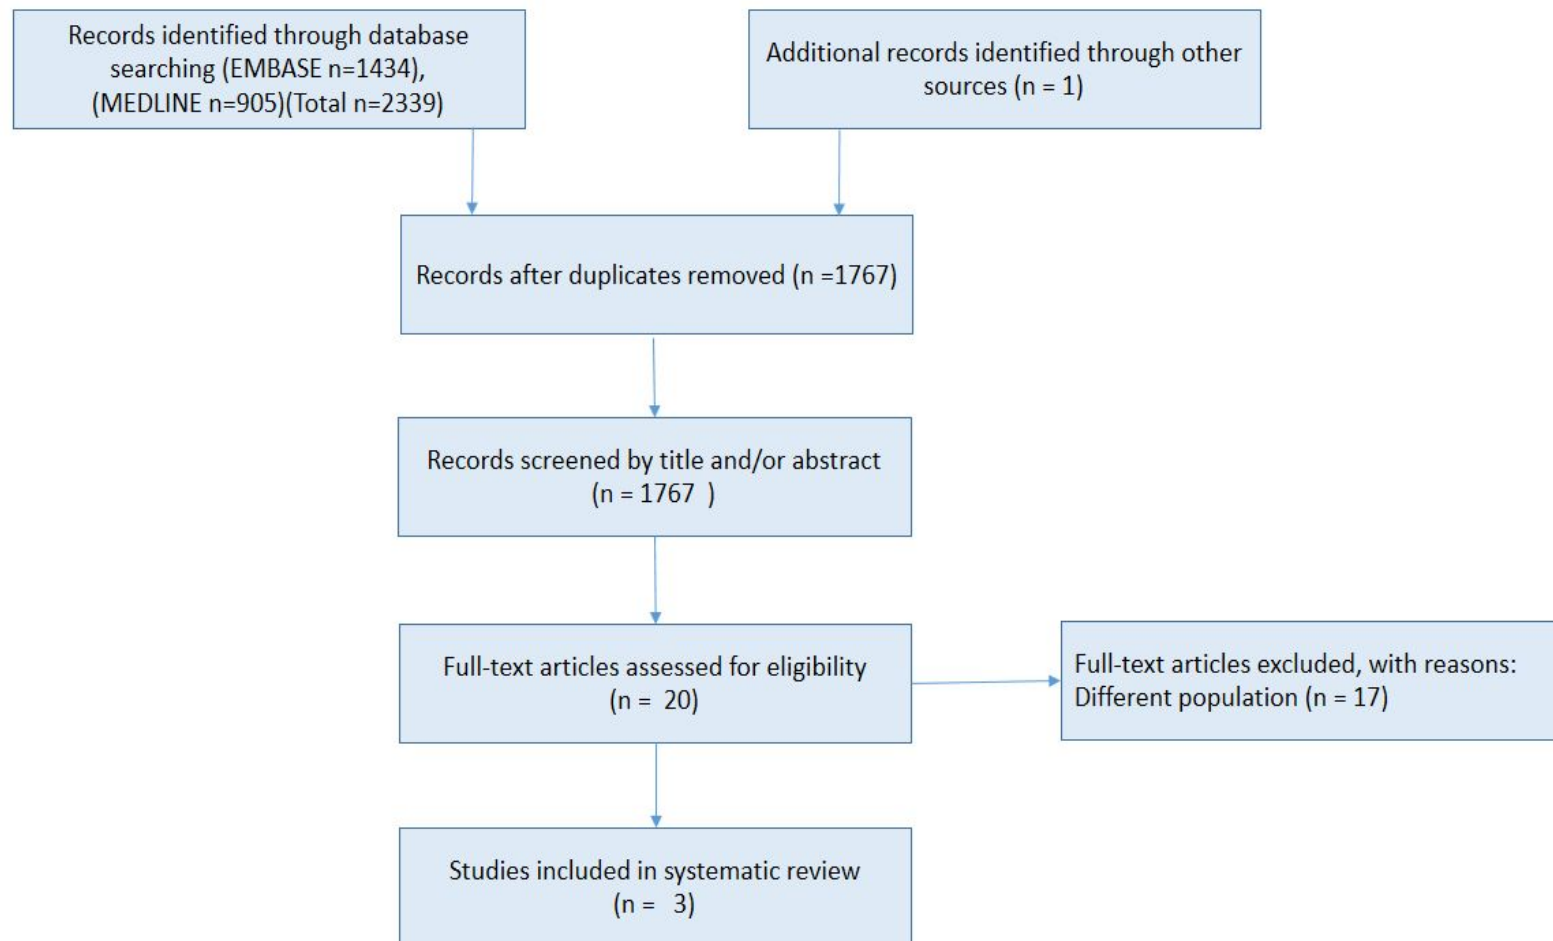 Records identified through database
searching (EMBASE n=1434),
(MEDLINE n=905)(Total n=2339)
Additional records identified through other
sources (n = 1)
Records after duplicates removed (n =1767)
Records screened by title and/or abstract
(n = 1767  )
Full-text articles assessed for eligibility
(n =  20)
Full-text articles excluded, with reasons:
Different population (n = 17)
Studies included in systematic review
(n =   3)